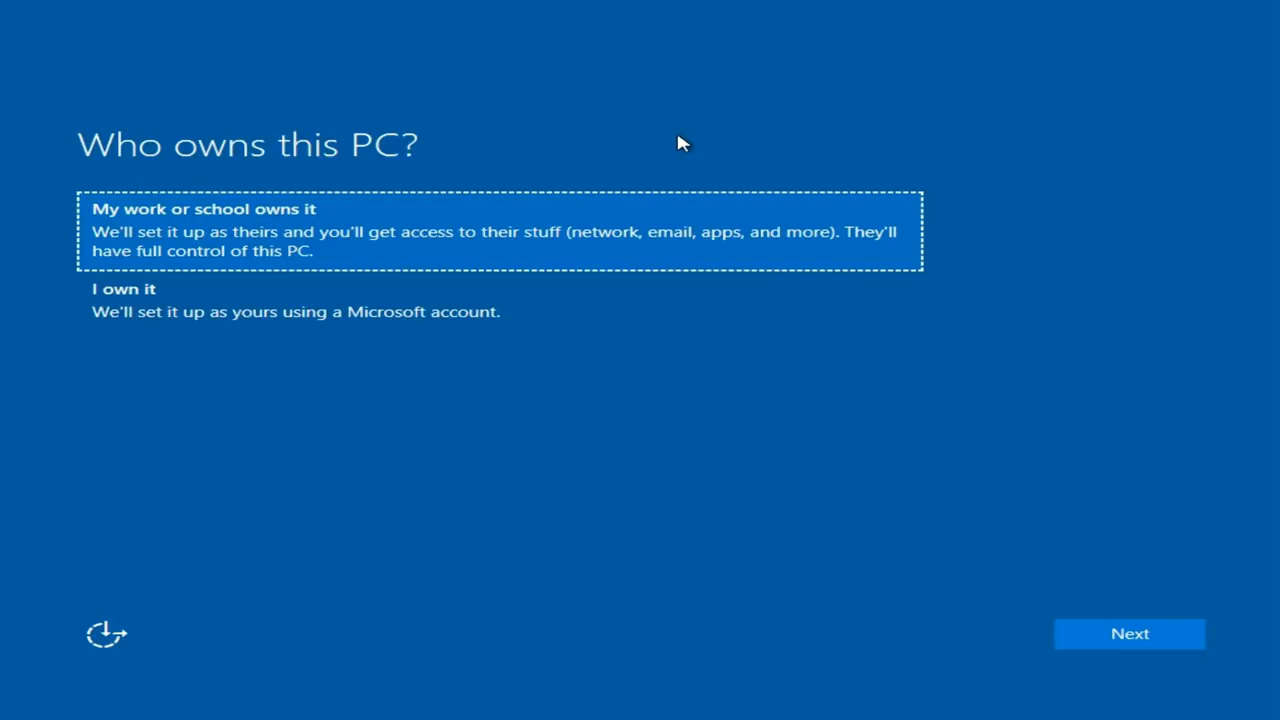 Who owns this PC?
My work or school owns it
We'll set it up as theirs and you'll get access to their stuff (network, email, apps, and more). They'll
have full control of this PC.
I own it
We'll set it up as yours using a Microsoft account.
Next